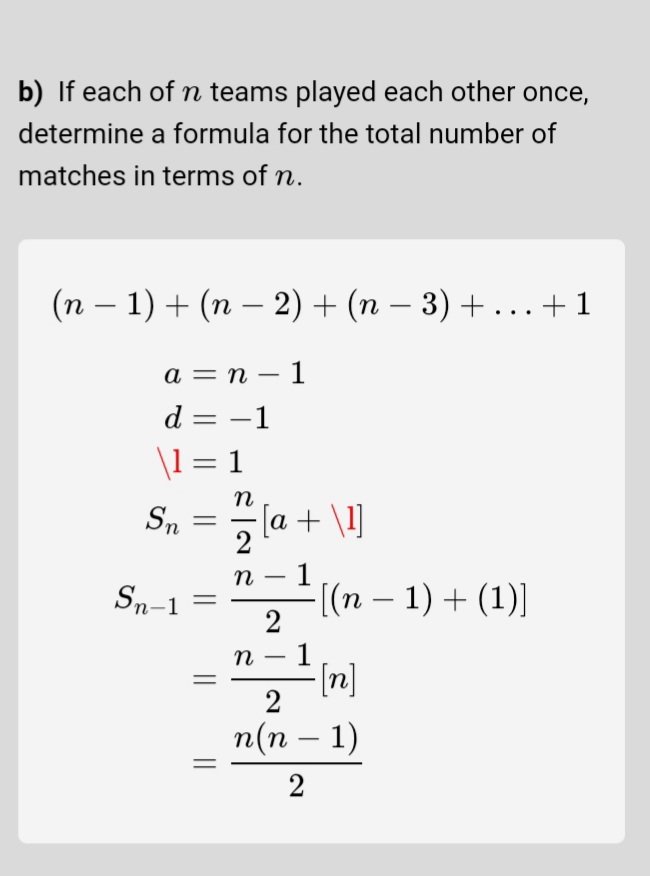 b) If each of n teams played each other once,
determine a formula for the total number of
matches in terms of n.
(n − 1) + (n − 2) + (n − 3) + . . . + 1
a = n − 1
d = −1
\l = 1
Sₙ = n/2 [a + \l]
Sₙ₋₁ = (n − 1)/2 [(n − 1) + (1)]
= (n − 1)/2 [n]
= n(n − 1)/2